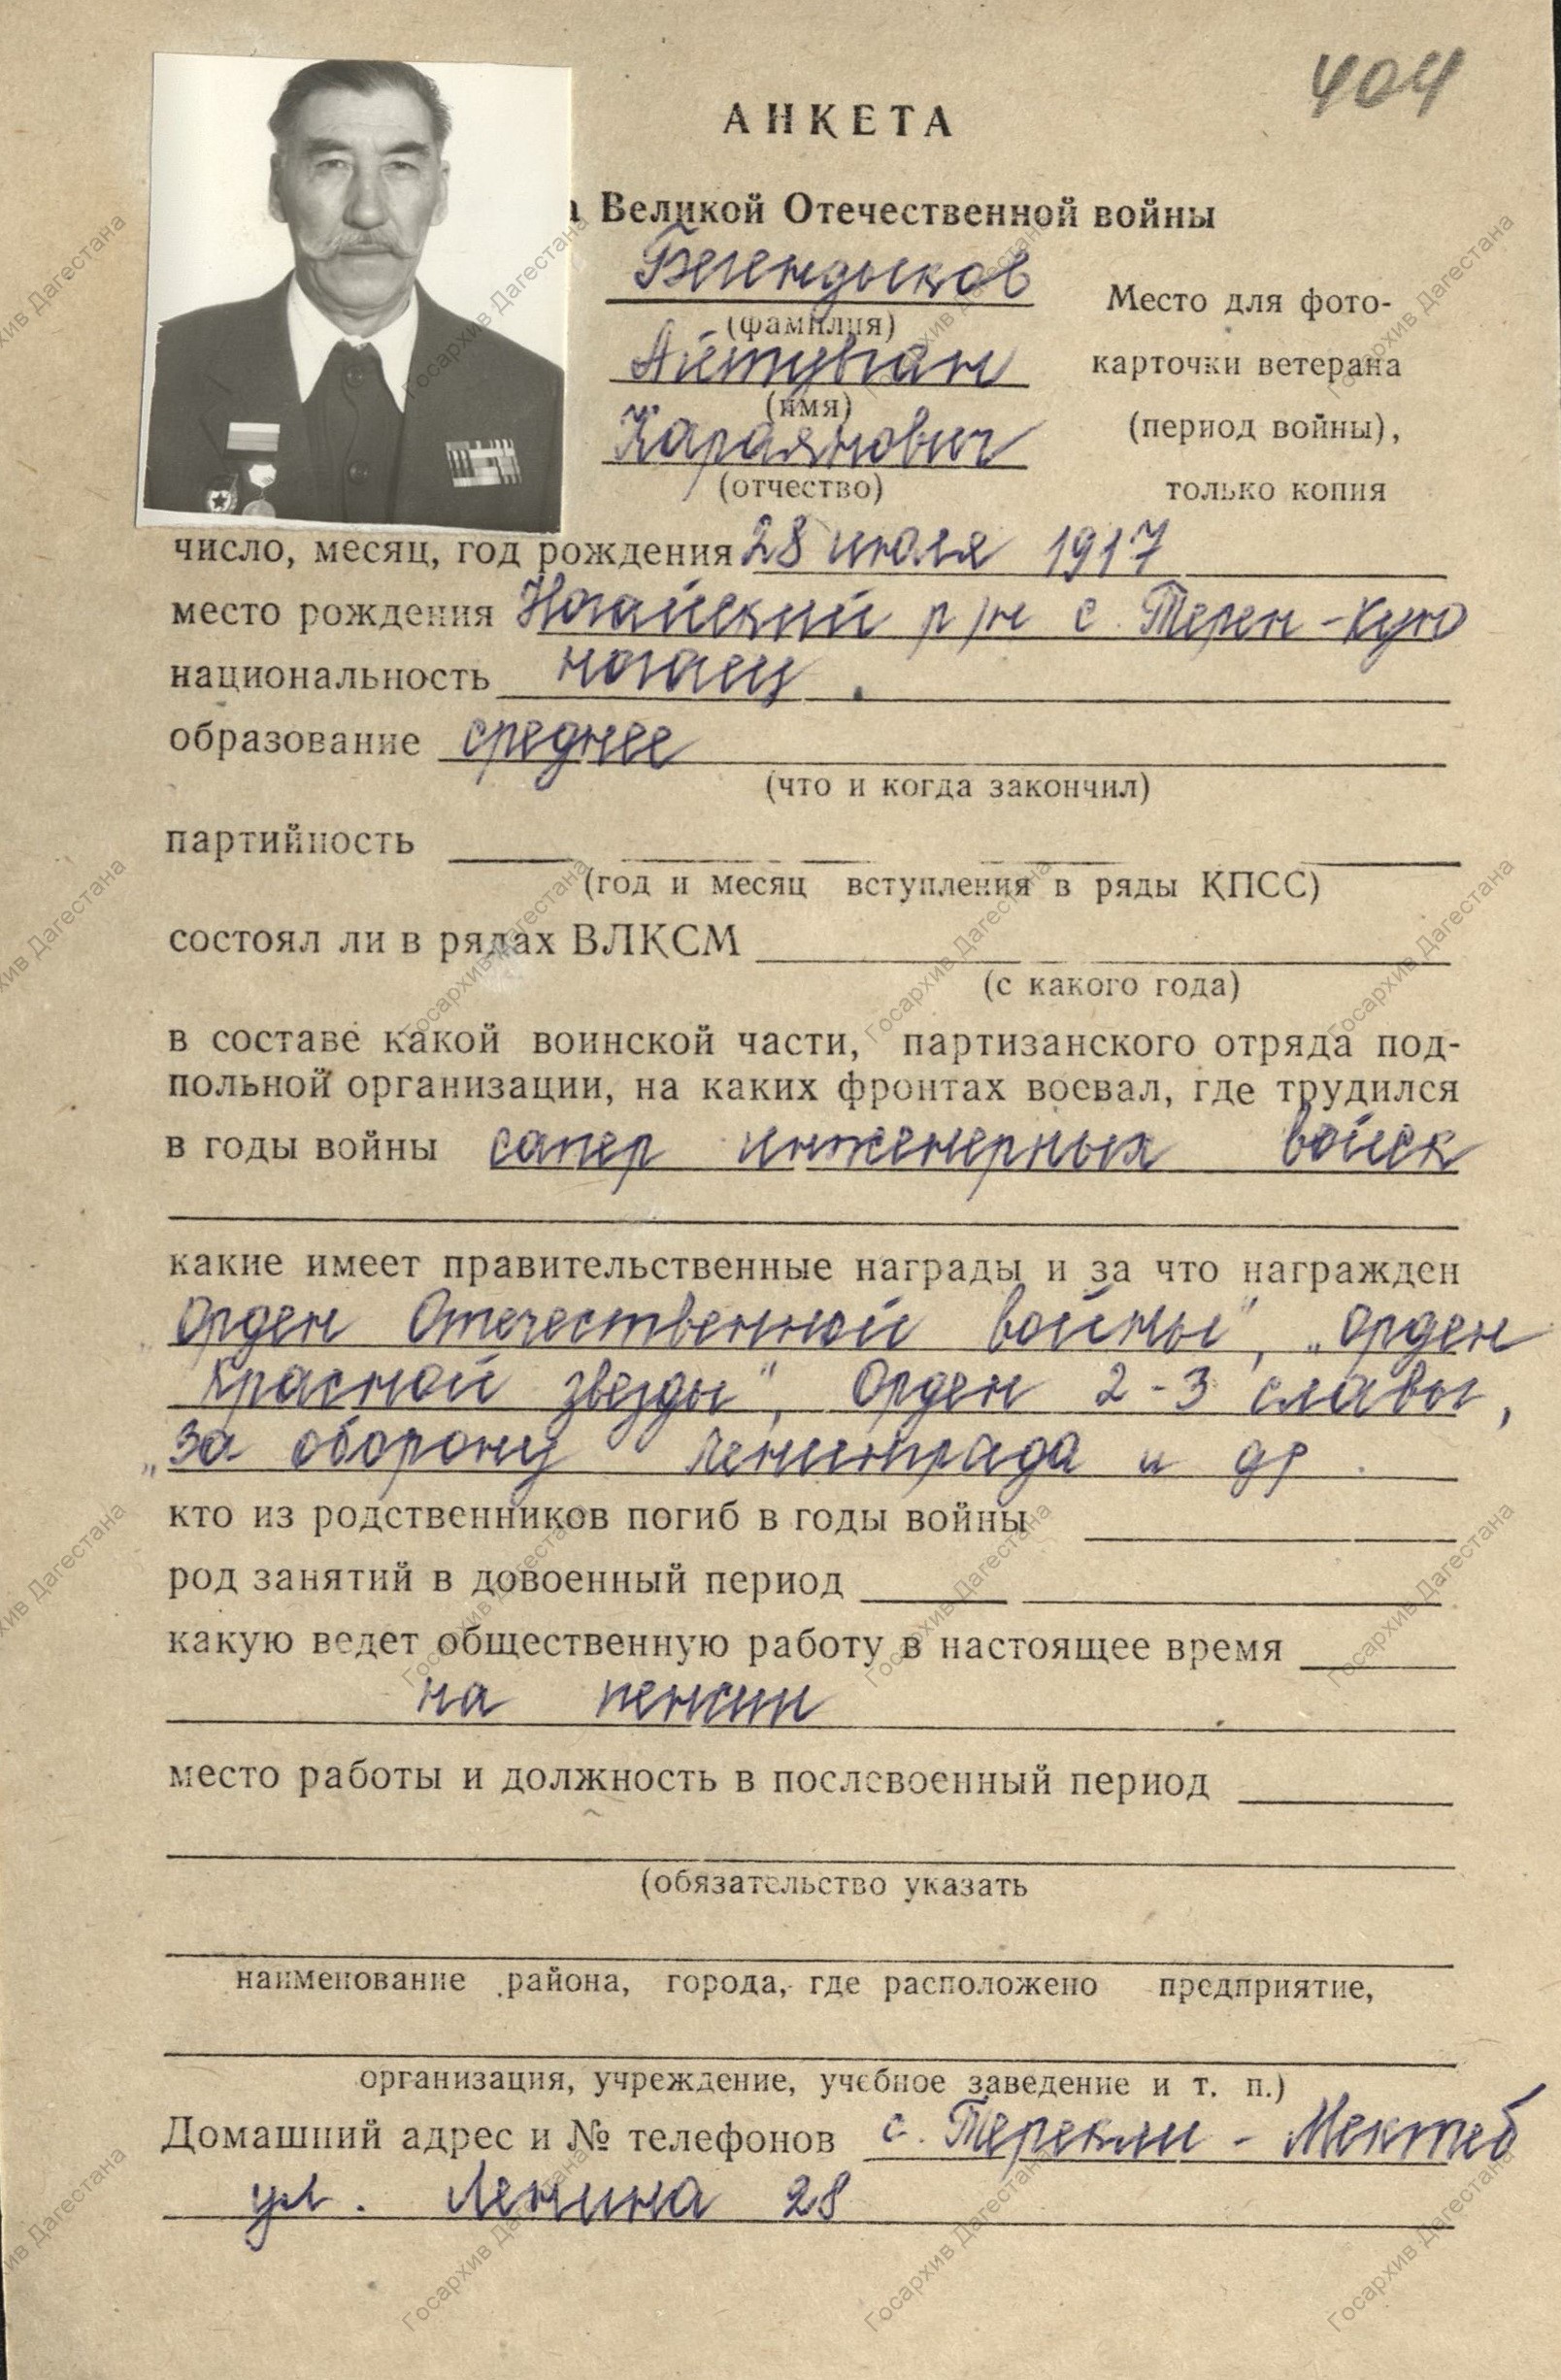 404
АНКЕТА
а Великой Отечественной войны
Бегендыков
(фамилия)
Айтуган
(имя)
Караянович
(отчество)
Место для фото-
карточки ветерана
(период войны),
только копия
число, месяц, год рождения 28 июля 1917
место рождения Ногайский р/н с. Терен-Кую
национальность ногаец.
образование среднее
(что и когда закончил)
партийность
(год и месяц вступления в ряды КПСС)
состоял ли в рядах ВЛКСМ
(с какого года)
в составе какой воинской части, партизанского отряда под-
польной организации, на каких фронтах воевал, где трудился
в годы войны сапер инженерных войск
какие имеет правительственные награды и за что награжден
„Орден Отечественной войны", „Орден
Красной звезды", Орден 2-3 славы,
„За оборону Ленинграда и др.
кто из родственников погиб в годы войны
род занятий в довоенный период
какую ведет общественную работу в настоящее время
на пенсии
место работы и должность в послевоенный период
(обязательство указать
наименование района, города, где расположено предприятие,
организация, учреждение, учебное заведение и т. п.)
Домашний адрес и № телефонов с. Терекли - Мектеб
ул. Ленина 28
Госархив Дагестана